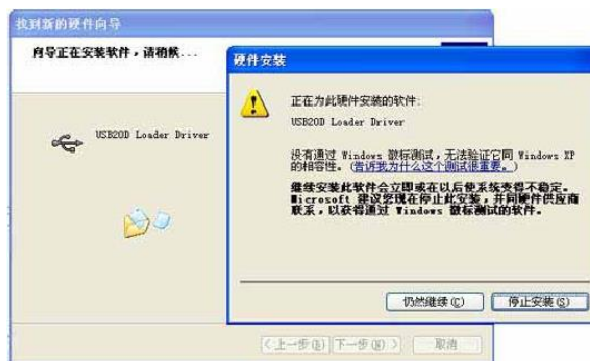 找到新的硬件向导
向导正在安装软件，请稍候...
USB20D Loader Driver
硬件安装
正在为此硬件安装的软件:
USB20D Loader Driver
没有通过 Windows 徽标测试，无法验证它同 Windows XP
的相容性。(告诉我为什么这个测试很重要。)
继续安装此软件会立即或在以后使系统变得不稳定。
Microsoft 建议您现在停止此安装，并同硬件供应商
联系，以获得通过 Windows 徽标测试的软件。
仍然继续(C)
停止安装(S)
<上一步(B)
下一步(N)>
取消